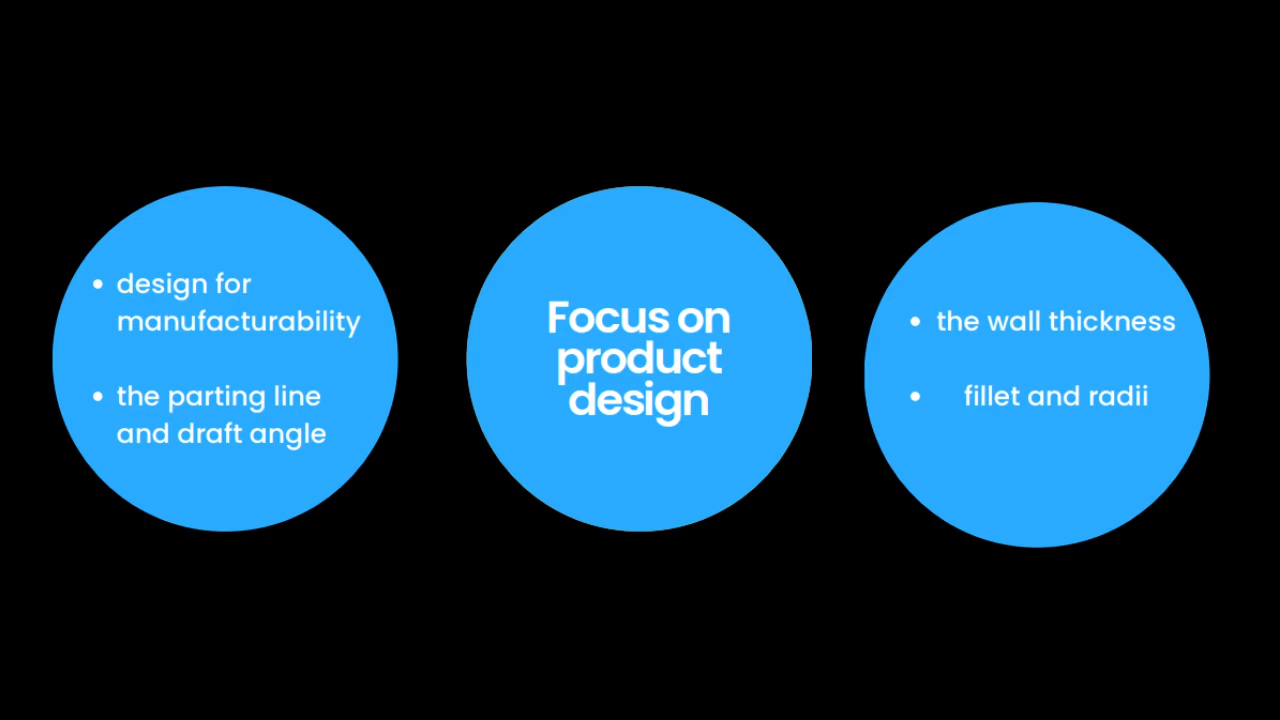 • design for
manufacturability
• the parting line
and draft angle
Focus on
product
design
• the wall thickness
• fillet and radii